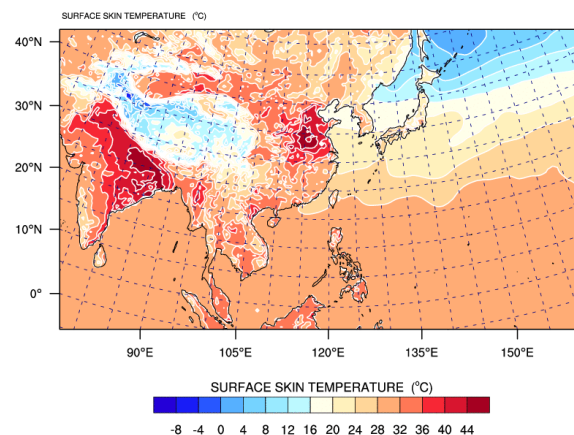 SURFACE SKIN TEMPERATURE (°C)
40°N
30°N
20°N
10°N
0°
90°E 105°E 120°E 135°E 150°E
SURFACE SKIN TEMPERATURE (°C)
-8 -4 0 4 8 12 16 20 24 28 32 36 40 44